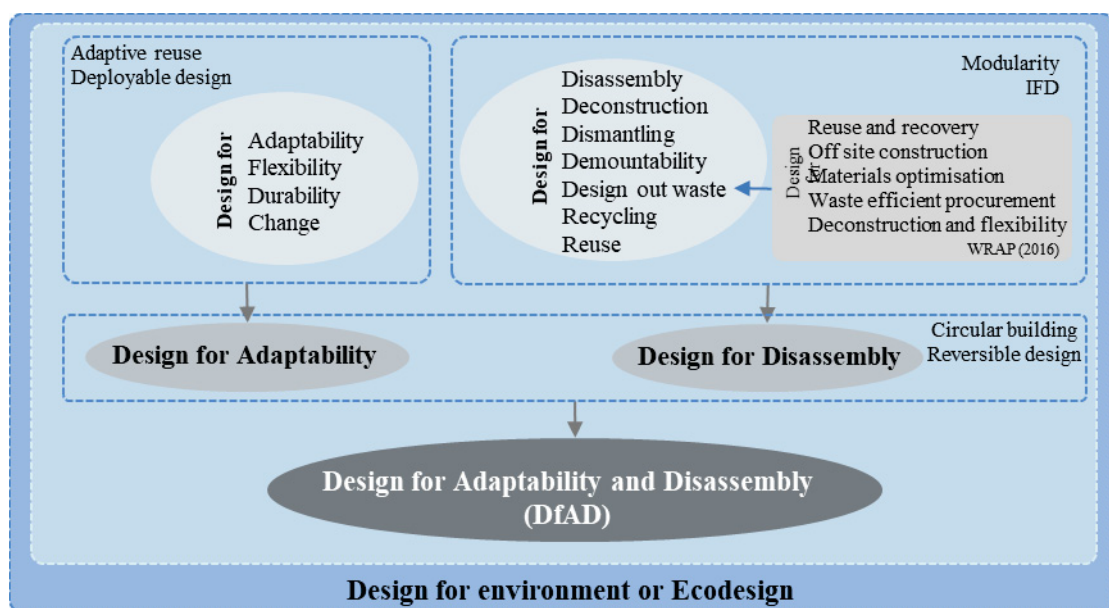 Adaptive reuse
Deployable design
Design for
Adaptability
Flexibility
Durability
Change
Design for
Disassembly
Deconstruction
Dismantling
Demountability
Design out waste
Recycling
Reuse
Modularity
IFD
Design for
Reuse and recovery
Off site construction
Materials optimisation
Waste efficient procurement
Deconstruction and flexibility
WRAP (2016)
Circular building
Reversible design
Design for Adaptability
Design for Disassembly
Design for Adaptability and Disassembly
(DfAD)
Design for environment or Ecodesign